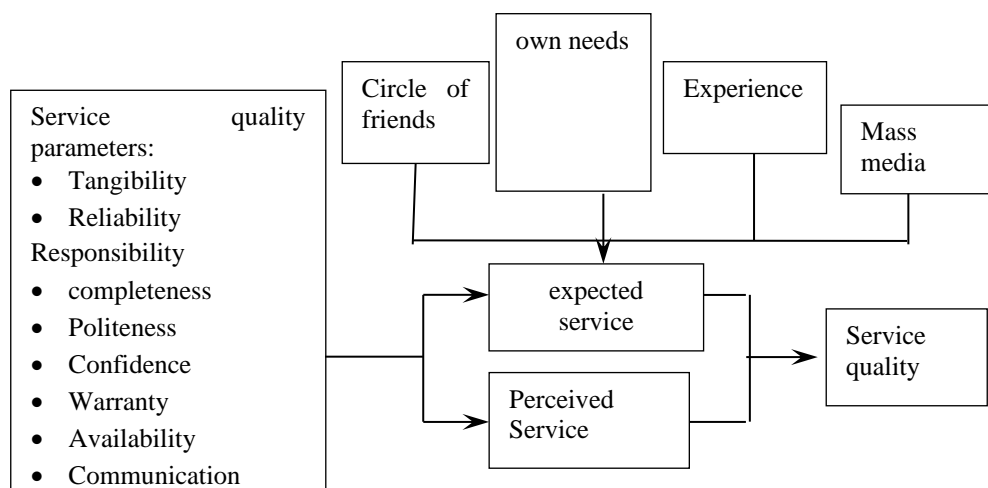 Service quality
parameters:
• Tangibility
• Reliability
Responsibility
• completeness
• Politeness
• Confidence
• Warranty
• Availability
• Communication
Circle of
friends
own needs
Experience
Mass
media
expected
service
Perceived
Service
Service
quality